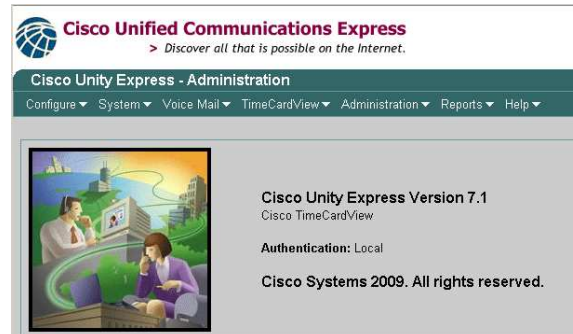 Cisco Unified Communications Express
> Discover all that is possible on the Internet.
Cisco Unity Express - Administration
Configure System Voice Mail TimeCardView Administration Reports Help
Cisco Unity Express Version 7.1
Cisco TimeCardView
Authentication: Local
Cisco Systems 2009. All rights reserved.